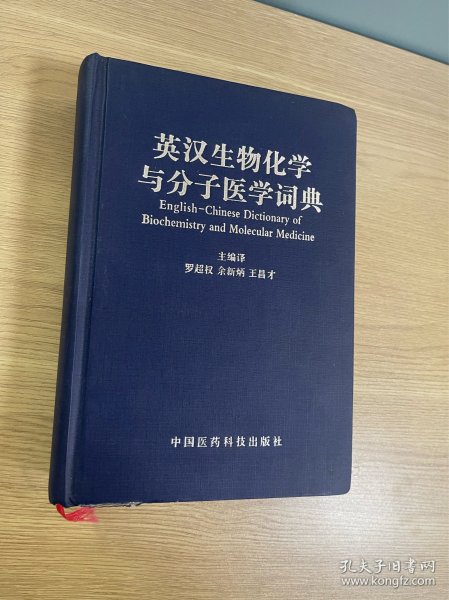 英汉生物化学
与分子医学词典
English-Chinese Dictionary of
Biochemistry and Molecular Medicine
主编译
罗超权 余新炳 王昌才
中国医药科技出版社
孔夫子旧书网
www.kongfz.com